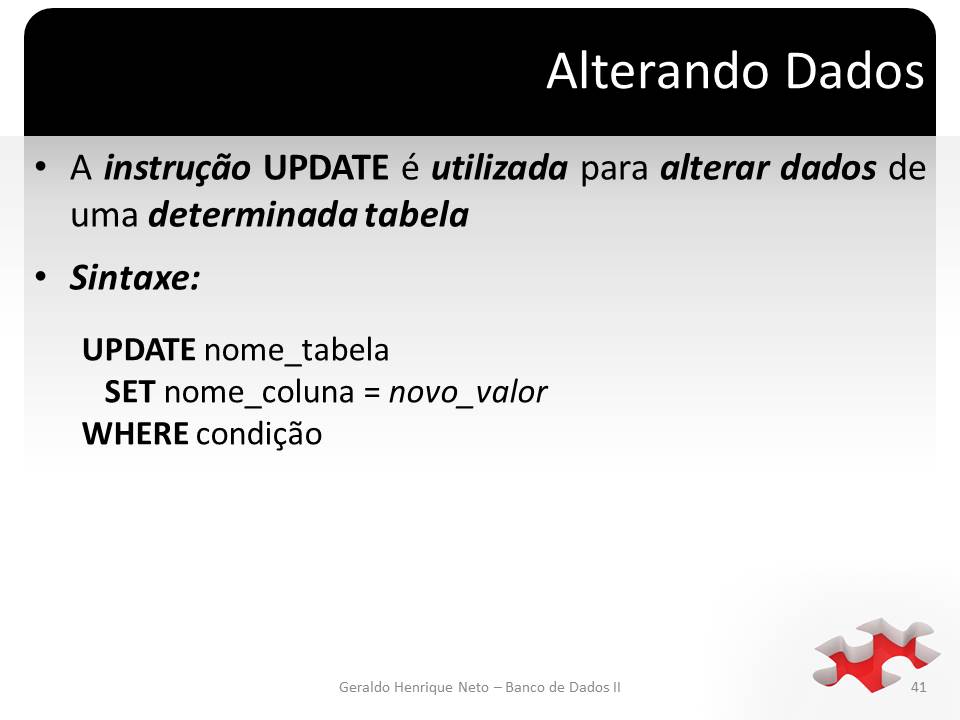 Alterando Dados
• A instrução UPDATE é utilizada para alterar dados de
uma determinada tabela
• Sintaxe:
UPDATE nome_tabela
SET nome_coluna = novo_valor
WHERE condição
Geraldo Henrique Neto – Banco de Dados II
41